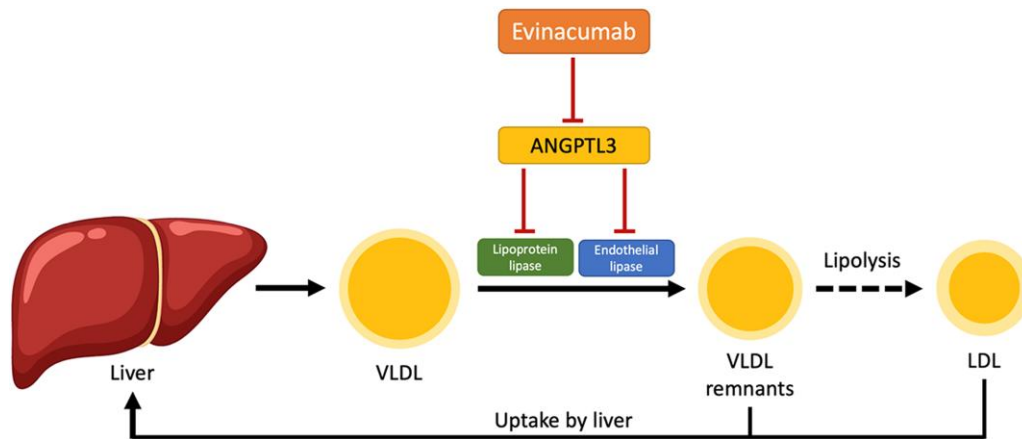 Evinacumab
ANGPTL3
Lipoprotein
lipase
Endothelial
lipase
Lipolysis
Liver
VLDL
VLDL
remnants
LDL
Uptake by liver